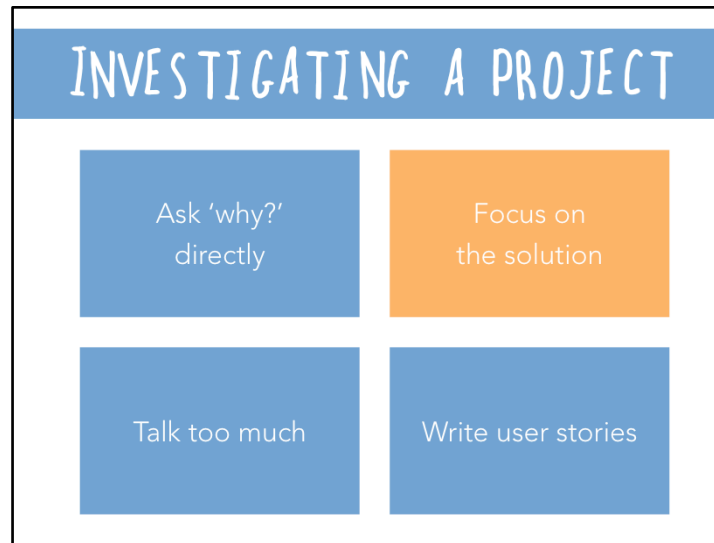 INVESTIGATING A PROJECT
Ask ‘why?’
directly
Focus on
the solution
Talk too much
Write user stories